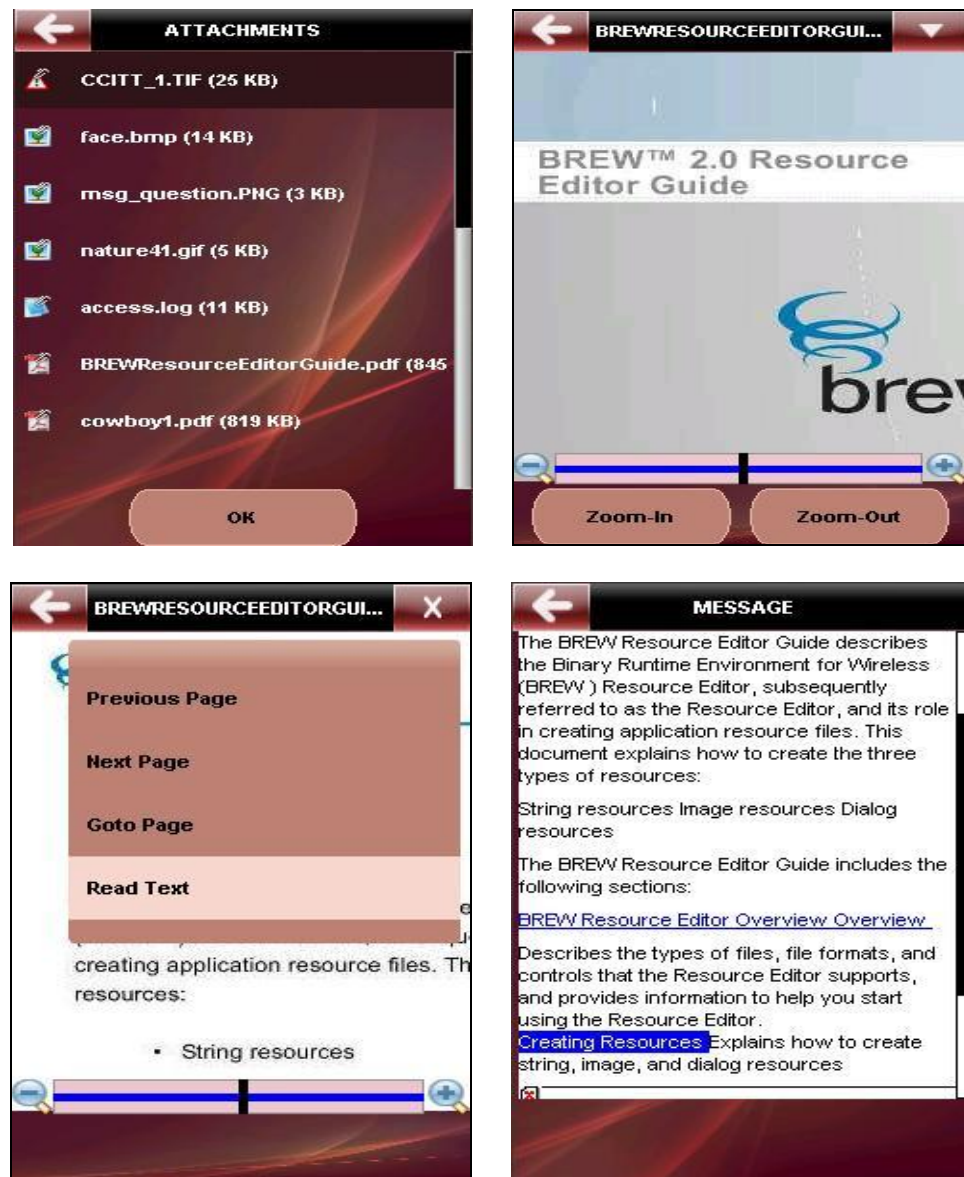 ATTACHMENTS
CCITT_1.TIF (25 KB)
face.bmp (14 KB)
msg_question.PNG (3 KB)
nature41.gif (5 KB)
access.log (11 KB)
BREWResourceEditorGuide.pdf (845
cowboy1.pdf (819 KB)
OK
BREWRESOURCEEDITORGUI...
BREW™ 2.0 Resource
Editor Guide
brew
Zoom-In Zoom-Out
BREWRESOURCEEDITORGUI... X
Previous Page
Next Page
Goto Page
Read Text
creating application resource files. Th
resources:
• String resources
MESSAGE
The BREW Resource Editor Guide describes
the Binary Runtime Environment for Wireless
(BREW ) Resource Editor, subsequently
referred to as the Resource Editor, and its role
in creating application resource files. This
document explains how to create the three
types of resources:
String resources Image resources Dialog
resources
The BREW Resource Editor Guide includes the
following sections:
BREW Resource Editor Overview Overview
Describes the types of files, file formats, and
controls that the Resource Editor supports,
and provides information to help you start
using the Resource Editor.
Creating Resources Explains how to create
string, image, and dialog resources